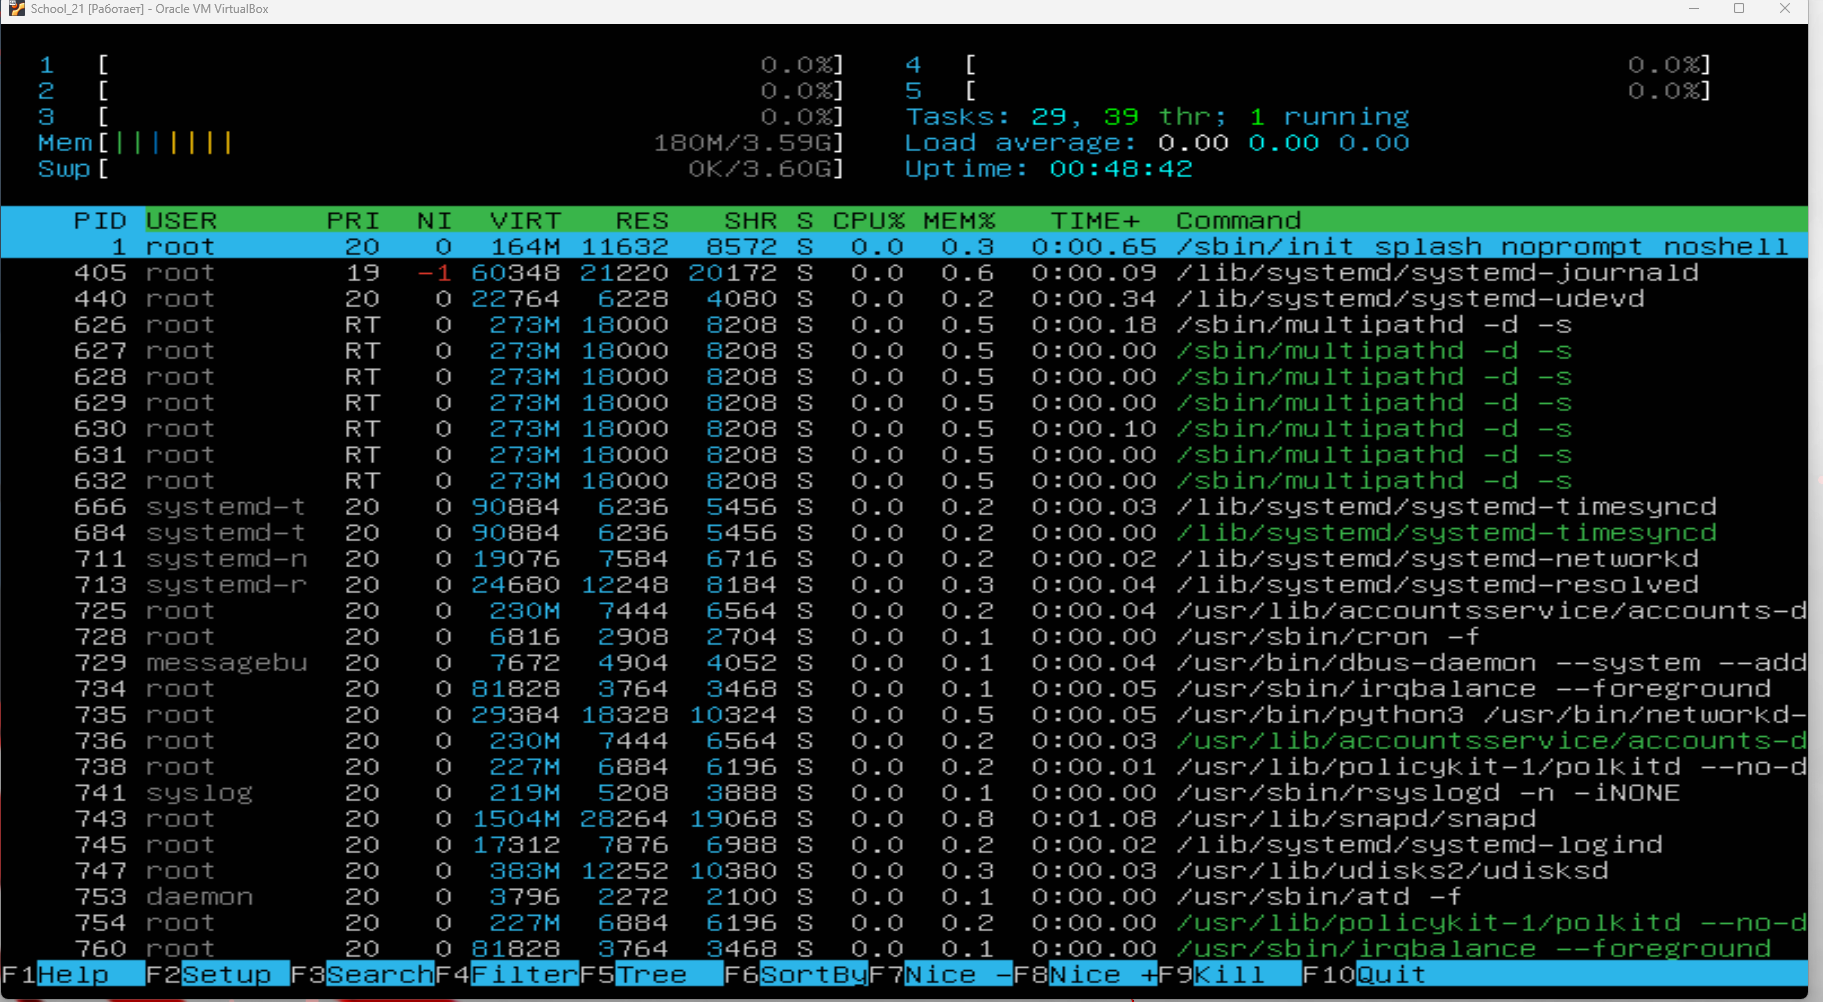 School_21 [Работает] - Oracle VM VirtualBox
1 [ 0.0%] 4 [ 0.0%]
2 [ 0.0%] 5 [ 0.0%]
3 [ 0.0%] Tasks: 29, 39 thr; 1 running
Mem[||||||| 180M/3.59G] Load average: 0.00 0.00 0.00
Swp[ 0K/3.60G] Uptime: 00:48:42
PID USER PRI NI VIRT RES SHR S CPU% MEM% TIME+ Command
1 root 20 0 164M 11632 8572 S 0.0 0.3 0:00.65 /sbin/init splash noprompt noshell
405 root 19 -1 60348 21220 20172 S 0.0 0.6 0:00.09 /lib/systemd/systemd-journald
440 root 20 0 22764 6228 4080 S 0.0 0.2 0:00.34 /lib/systemd/systemd-udevd
626 root RT 0 273M 18000 8208 S 0.0 0.5 0:00.18 /sbin/multipathd -d -s
627 root RT 0 273M 18000 8208 S 0.0 0.5 0:00.00 /sbin/multipathd -d -s
628 root RT 0 273M 18000 8208 S 0.0 0.5 0:00.00 /sbin/multipathd -d -s
629 root RT 0 273M 18000 8208 S 0.0 0.5 0:00.00 /sbin/multipathd -d -s
630 root RT 0 273M 18000 8208 S 0.0 0.5 0:00.10 /sbin/multipathd -d -s
631 root RT 0 273M 18000 8208 S 0.0 0.5 0:00.00 /sbin/multipathd -d -s
632 root RT 0 273M 18000 8208 S 0.0 0.5 0:00.00 /sbin/multipathd -d -s
666 systemd-t 20 0 90884 6236 5456 S 0.0 0.2 0:00.03 /lib/systemd/systemd-timesyncd
684 systemd-t 20 0 90884 6236 5456 S 0.0 0.2 0:00.00 /lib/systemd/systemd-timesyncd
711 systemd-n 20 0 19076 7584 6716 S 0.0 0.2 0:00.02 /lib/systemd/systemd-networkd
713 systemd-r 20 0 24680 12248 8184 S 0.0 0.3 0:00.04 /lib/systemd/systemd-resolved
725 root 20 0 230M 7444 6564 S 0.0 0.2 0:00.04 /usr/lib/accountsservice/accounts-d
728 root 20 0 6816 2908 2704 S 0.0 0.1 0:00.00 /usr/sbin/cron -f
729 messagebu 20 0 7672 4904 4052 S 0.0 0.1 0:00.04 /usr/bin/dbus-daemon --system --add
734 root 20 0 81828 3764 3468 S 0.0 0.1 0:00.05 /usr/sbin/irqbalance --foreground
735 root 20 0 29384 18328 10324 S 0.0 0.5 0:00.05 /usr/bin/python3 /usr/bin/networkd-
736 root 20 0 230M 7444 6564 S 0.0 0.2 0:00.03 /usr/lib/accountsservice/accounts-d
738 root 20 0 227M 6884 6196 S 0.0 0.2 0:00.01 /usr/lib/policykit-1/polkitd --no-d
741 syslog 20 0 219M 5208 3888 S 0.0 0.1 0:00.00 /usr/sbin/rsyslogd -n -iNONE
743 root 20 0 1504M 28264 19068 S 0.0 0.8 0:01.08 /usr/lib/snapd/snapd
745 root 20 0 17312 7876 6988 S 0.0 0.2 0:00.02 /lib/systemd/systemd-logind
747 root 20 0 383M 12252 10380 S 0.0 0.3 0:00.03 /usr/lib/udisks2/udisksd
753 daemon 20 0 3796 2272 2100 S 0.0 0.1 0:00.00 /usr/sbin/atd -f
754 root 20 0 227M 6884 6196 S 0.0 0.2 0:00.00 /usr/lib/policykit-1/polkitd --no-d
760 root 20 0 81828 3764 3468 S 0.0 0.1 0:00.00 /usr/sbin/irqbalance --foreground
F1Help F2Setup F3SearchF4FilterF5Tree F6SortByF7Nice -F8Nice +F9Kill F10Quit